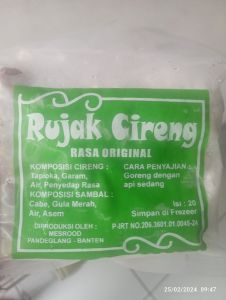 Rujak Cireng
RASA ORIGINAL
KOMPOSISI CIRENG :
Tapioka, Garam,
Air, Penyedap Rasa
KOMPOSISI SAMBAL :
Cabe, Gula Merah,
Air, Asem
DIRODUKSI OLEH :
MESROOD
PANDEGLANG - BANTEN
CARA PENYAJIAN :
Goreng dengan
api sedang
Isi : 20
Simpan di Frezeer
P-IRT NO.206.3601.01.0045-24
25/02/2024 09:47